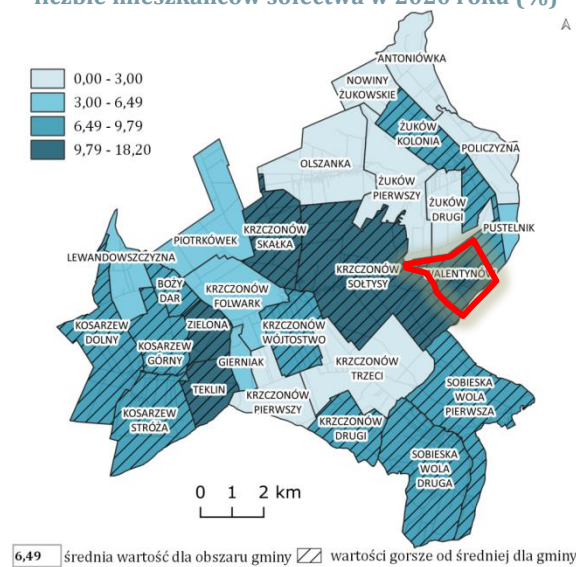 liczbie mieszkańców sołectwa w 2020 roku (%)
A
0,00 - 3,00
3,00 - 6,49
6,49 - 9,79
9,79 - 18,20
ANTONIÓWKA
NOWINY
ŻUKOWSKIE
ŻUKÓW
KOLONIA
POLICZYZNA
OLSZANKA
ŻUKÓW
PIERWSZY
ŻUKÓW
DRUGI
PUSTELNIK
KRZCZONÓW
SKAŁKA
PIOTRKÓWEK
LEWANDOWSZCZYZNA
KRZCZONÓW
SOŁTYSY
WALENTYNÓW
BOŻY
DAR
KRZCZONÓW
FOLWARK
KOSARZEW
DOLNY
ZIELONA
KRZCZONÓW
WÓJTOSTWO
KOSARZEW
GÓRNY
GIERNIAK
KRZCZONÓW
TRZECI
TEKLIN
SOBIESKA
WOLA
PIERWSZA
KRZCZONÓW
PIERWSZY
KOSARZEW
STRÓŻA
KRZCZONÓW
DRUGI
SOBIESKA
WOLA
DRUGA
0 1 2 km
6,49 średnia wartość dla obszaru gminy wartości gorsze od średniej dla gminy